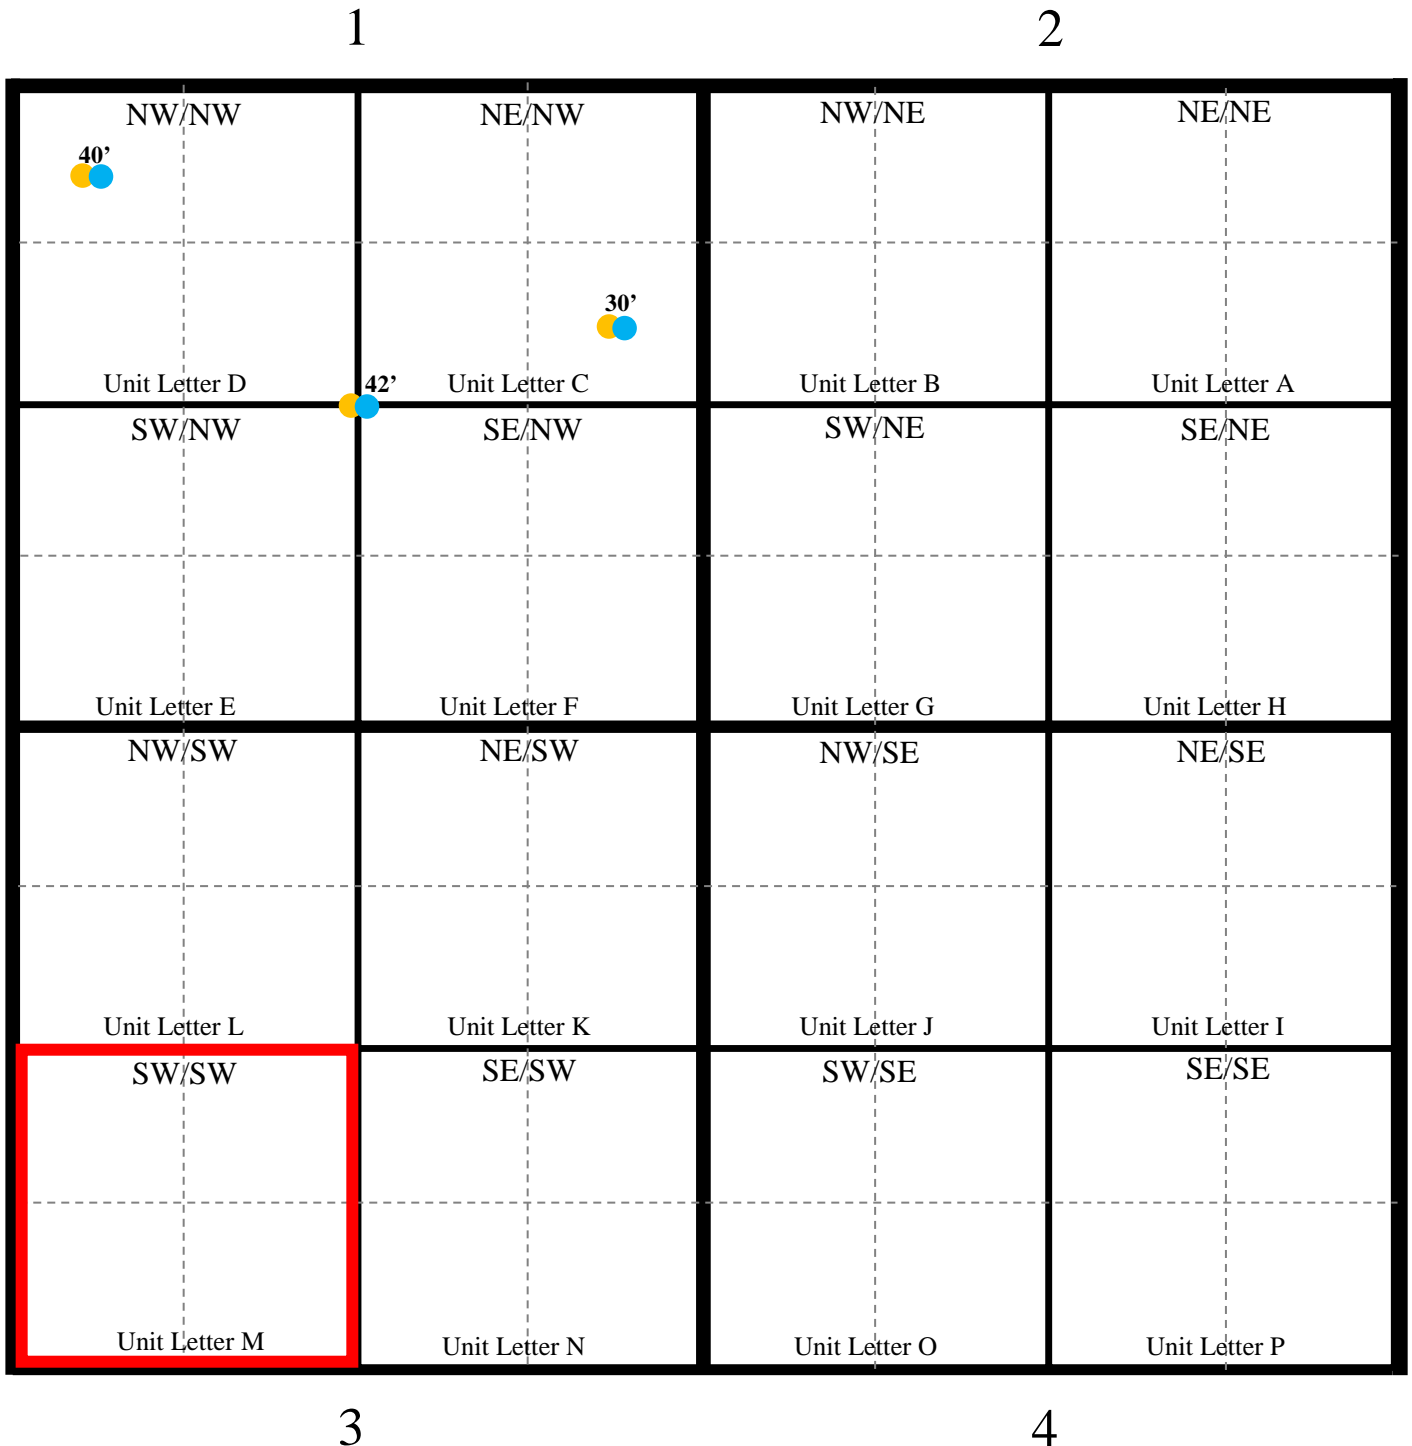 1 2
NW/NW NE/NW NW/NE NE/NE
40’
30’
Unit Letter D Unit Letter C Unit Letter B Unit Letter A
42’
SW/NW SE/NW SW/NE SE/NE
Unit Letter E Unit Letter F Unit Letter G Unit Letter H
NW/SW NE/SW NW/SE NE/SE
Unit Letter L Unit Letter K Unit Letter J Unit Letter I
SW/SW SE/SW SW/SE SE/SE
Unit Letter M Unit Letter N Unit Letter O Unit Letter P
3 4